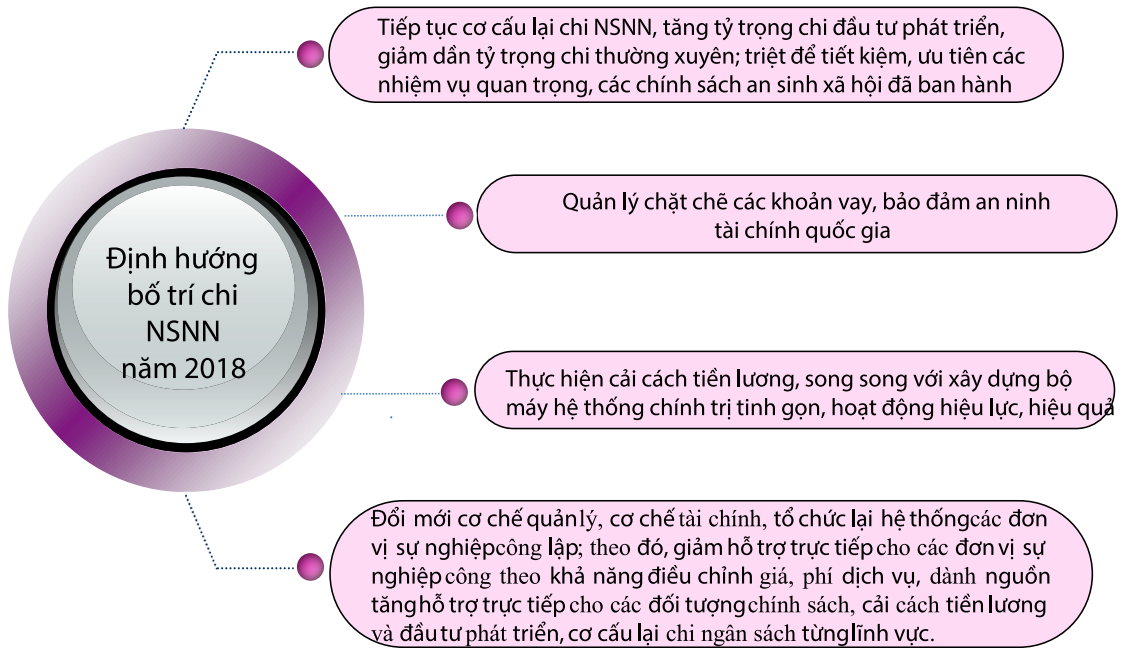 Tiếp tục cơ cấu lại chi NSNN, tăng tỷ trọng chi đầu tư phát triển,
giảm dần tỷ trọng chi thường xuyên; triệt để tiết kiệm, ưu tiên các
nhiệm vụ quan trọng, các chính sách an sinh xã hội đã ban hành
Quản lý chặt chẽ các khoản vay, bảo đảm an ninh
tài chính quốc gia
Định hướng
bố trí chi
NSNN
năm 2018
Thực hiện cải cách tiền lương, song song với xây dựng bộ
máy hệ thống chính trị tinh gọn, hoạt động hiệu lực, hiệu quả
Đổi mới cơ chế quản lý, cơ chế tài chính, tổ chức lại hệ thống các đơn
vị sự nghiệp công lập; theo đó, giảm hỗ trợ trực tiếp cho các đơn vị sự
nghiệp công theo khả năng điều chỉnh giá, phí dịch vụ, dành nguồn
tăng hỗ trợ trực tiếp cho các đối tượng chính sách, cải cách tiền lương
và đầu tư phát triển, cơ cấu lại chi ngân sách từng lĩnh vực.